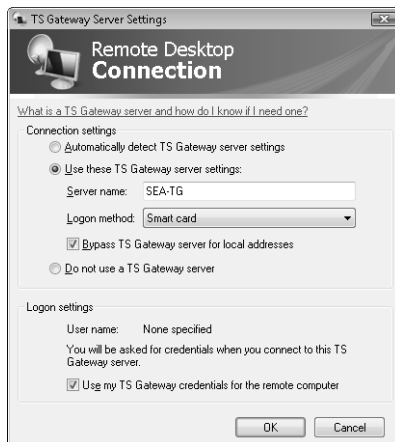 TS Gateway Server Settings
Remote Desktop
Connection
What is a TS Gateway server and how do I know if I need one?
Connection settings
Automatically detect TS Gateway server settings
Use these TS Gateway server settings:
Server name: SEA-TG
Logon method: Smart card
Bypass TS Gateway server for local addresses
Do not use a TS Gateway server
Logon settings
User name: None specified
You will be asked for credentials when you connect to this TS
Gateway server.
Use my TS Gateway credentials for the remote computer
OK Cancel